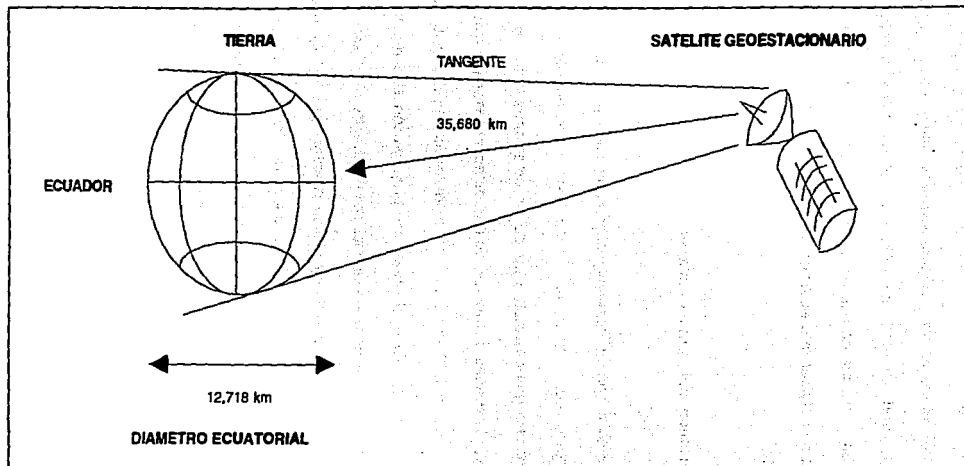 TIERRA
SATELITE GEOESTACIONARIO
TANGENTE
35,680 km
ECUADOR
12,718 km
DIAMETRO ECUATORIAL